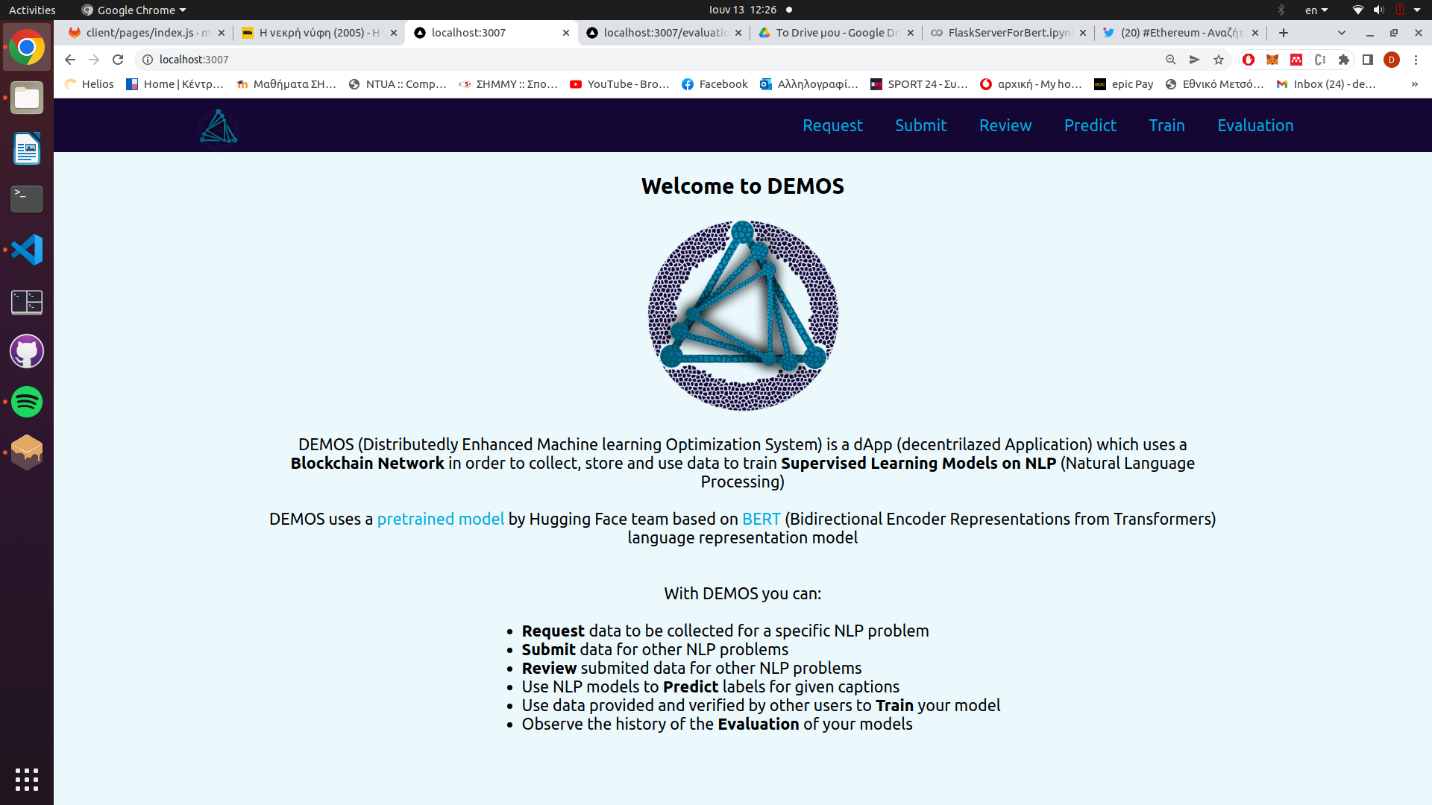 Activities Google Chrome Ιουν 13 12:26 en
client/pages/index.js · m
Η νεκρή νύφη (2005) - Η
localhost:3007
localhost:3007/evaluatio
Το Drive μου - Google Dr
FlaskServerForBert.ipynb
(20) #Ethereum - Αναζήτ
localhost:3007
D
Helios
Home | Κέντρ…
Μαθήματα ΣΗ…
NTUA :: Comp…
ΣΗΜΜΥ :: Σπο…
YouTube - Bro…
Facebook
Αλληλογραφί…
SPORT 24 - Συ…
αρχική - My ho…
epic Pay
Εθνικό Μετσό…
Inbox (24) - de…
»
Request Submit Review Predict Train Evaluation
Welcome to DEMOS
DEMOS (Distributedly Enhanced Machine learning Optimization System) is a dApp (decentrilazed Application) which uses a
Blockchain Network in order to collect, store and use data to train Supervised Learning Models on NLP (Natural Language
Processing)
DEMOS uses a pretrained model by Hugging Face team based on BERT (Bidirectional Encoder Representations from Transformers)
language representation model
With DEMOS you can:
• Request data to be collected for a specific NLP problem
• Submit data for other NLP problems
• Review submited data for other NLP problems
• Use NLP models to Predict labels for given captions
• Use data provided and verified by other users to Train your model
• Observe the history of the Evaluation of your models